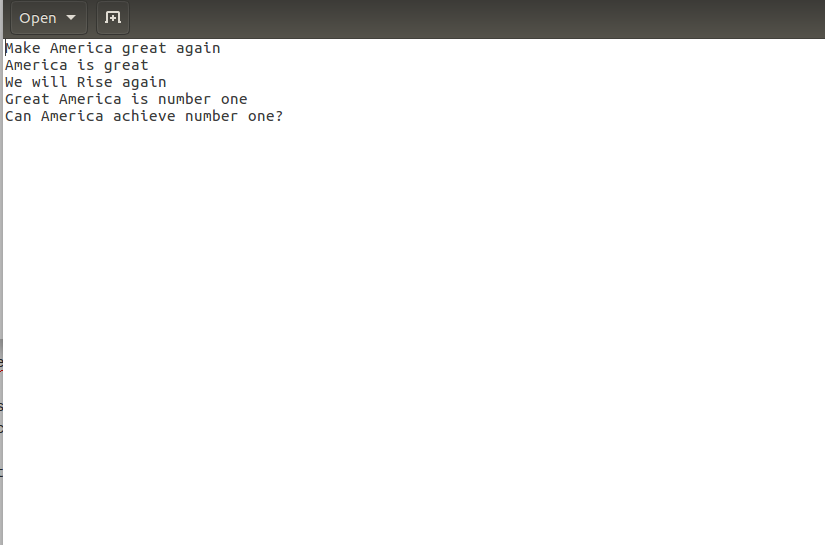 Open
Make America great again
America is great
We will Rise again
Great America is number one
Can America achieve number one?